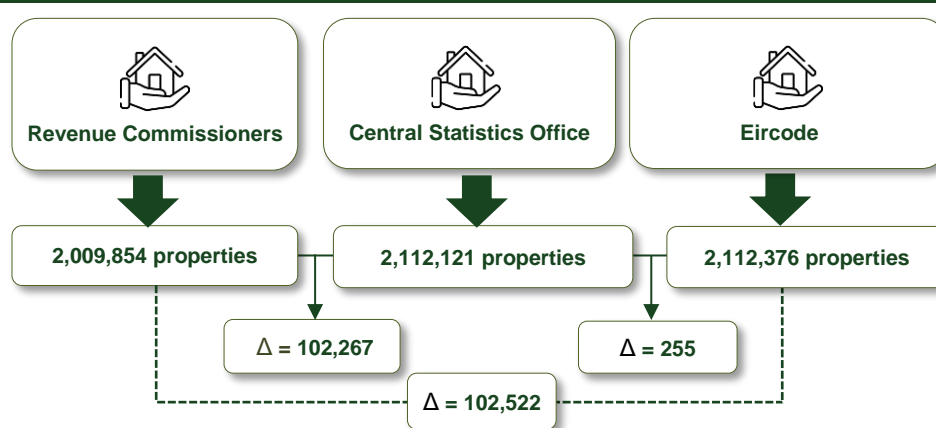 Revenue Commissioners
Central Statistics Office
Eircode
2,009,854 properties
2,112,121 properties
2,112,376 properties
Δ = 102,267
Δ = 255
Δ = 102,522